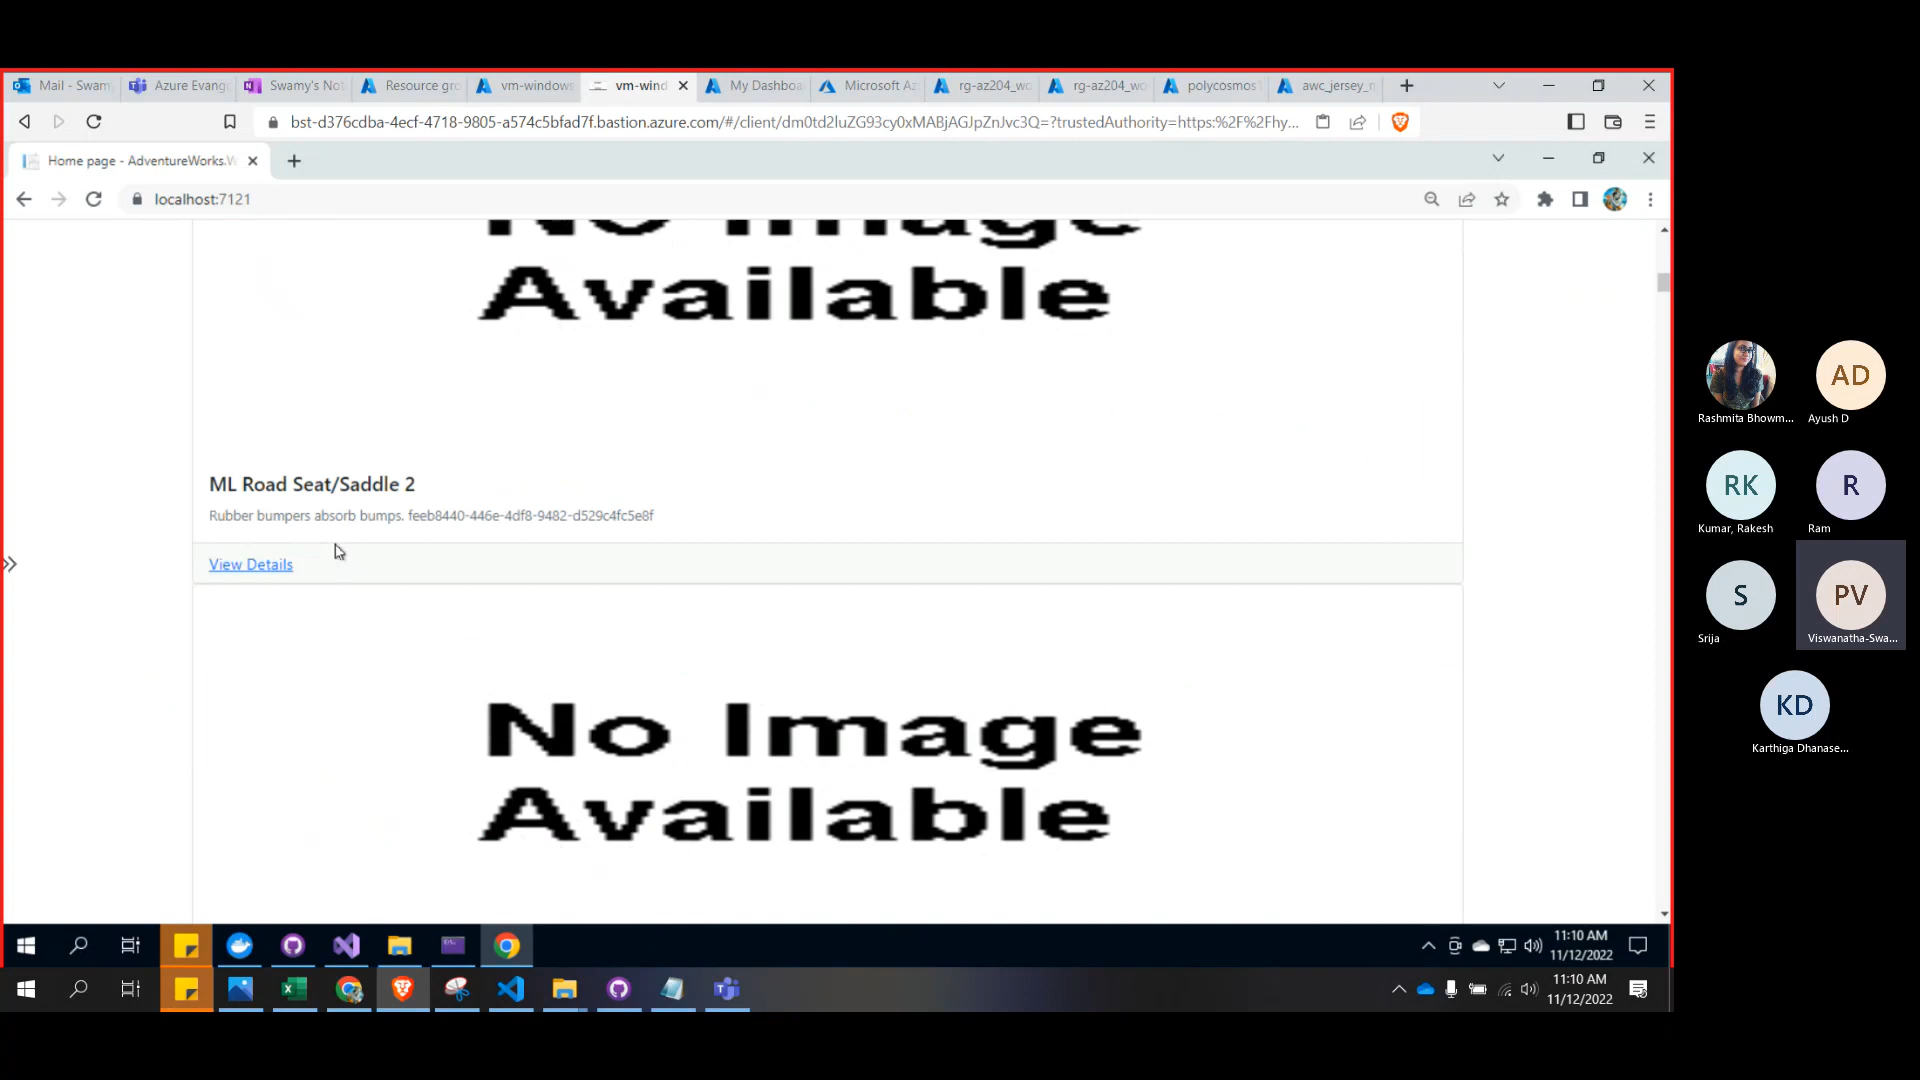 Mail - Swam
Azure Evang
Swamy's Not
Resource gro
vm-windows
vm-wind
My Dashboa
Microsoft Az
rg-az204_wo
rg-az204_wo
polycosmos
awc_jersey_n
bst-d376cdba-4ecf-4718-9805-a574c5bfad7f.bastion.azure.com/#/client/dm0td2luZG93cy0xMABjAGJpZnJvc3Q=?trustedAuthority=https:%2F%2Fhy...
Home page - AdventureWorks.W
localhost:7121
No Image
Available
ML Road Seat/Saddle 2
Rubber bumpers absorb bumps. feeb8440-446e-4df8-9482-d529c4fc5e8f
View Details
No Image
Available
11:10 AM
11/12/2022
11:10 AM
11/12/2022
Rashmita Bhowm...
AD
Ayush D
RK
Kumar, Rakesh
R
Ram
S
Srija
PV
Viswanatha-Swa...
KD
Karthiga Dhanase...